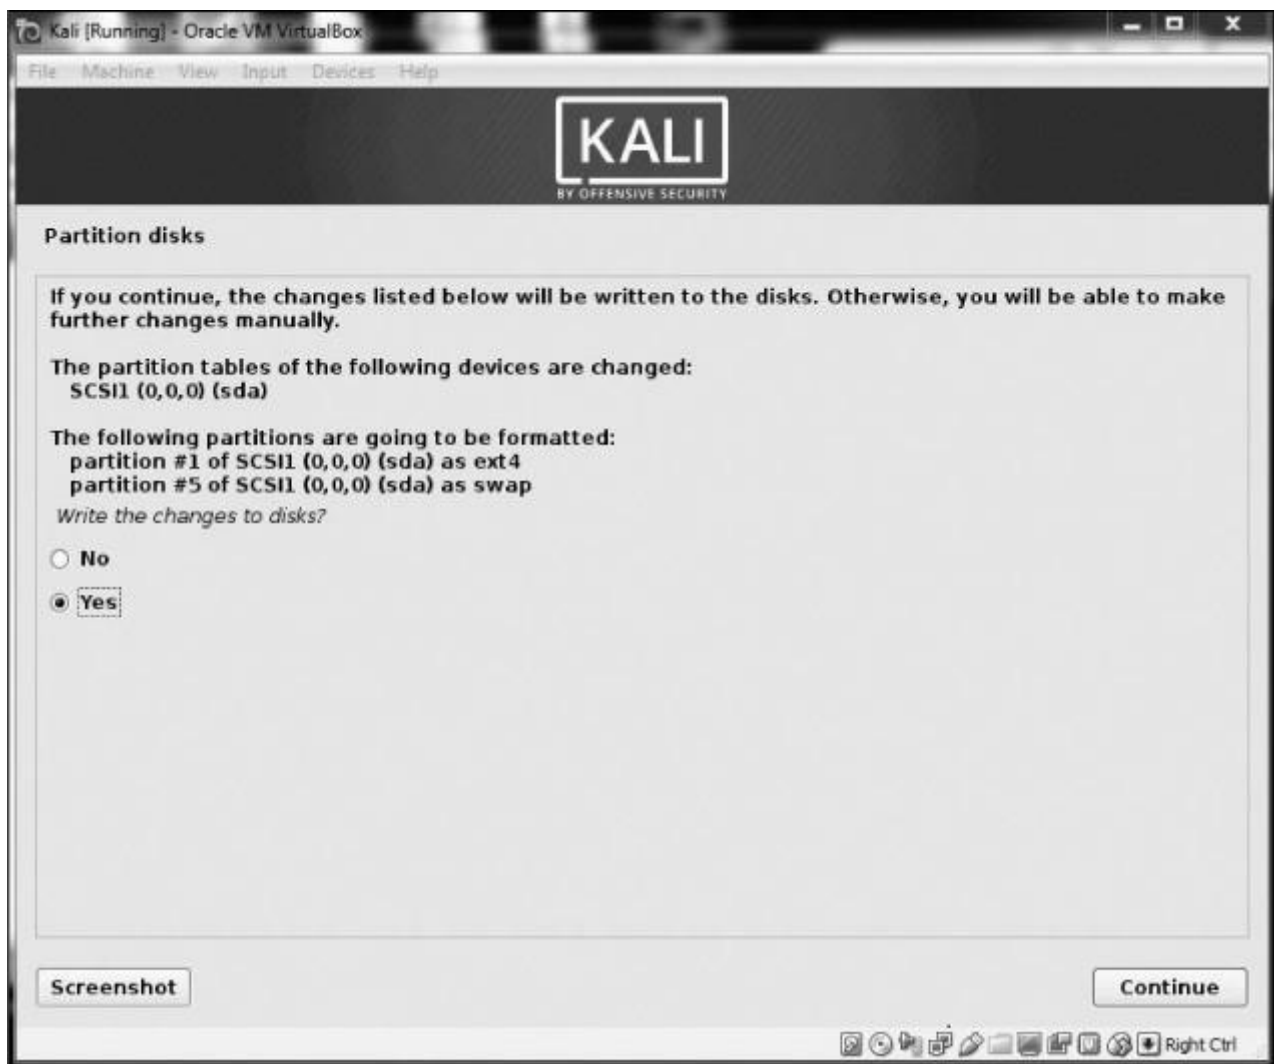 Kali [Running] - Oracle VM VirtualBox
File Machine View Input Devices Help
KALI
BY OFFENSIVE SECURITY
Partition disks
If you continue, the changes listed below will be written to the disks. Otherwise, you will be able to make
further changes manually.
The partition tables of the following devices are changed:
SCSI1 (0,0,0) (sda)
The following partitions are going to be formatted:
partition #1 of SCSI1 (0,0,0) (sda) as ext4
partition #5 of SCSI1 (0,0,0) (sda) as swap
Write the changes to disks?
No
Yes
Screenshot
Continue
Right Ctrl